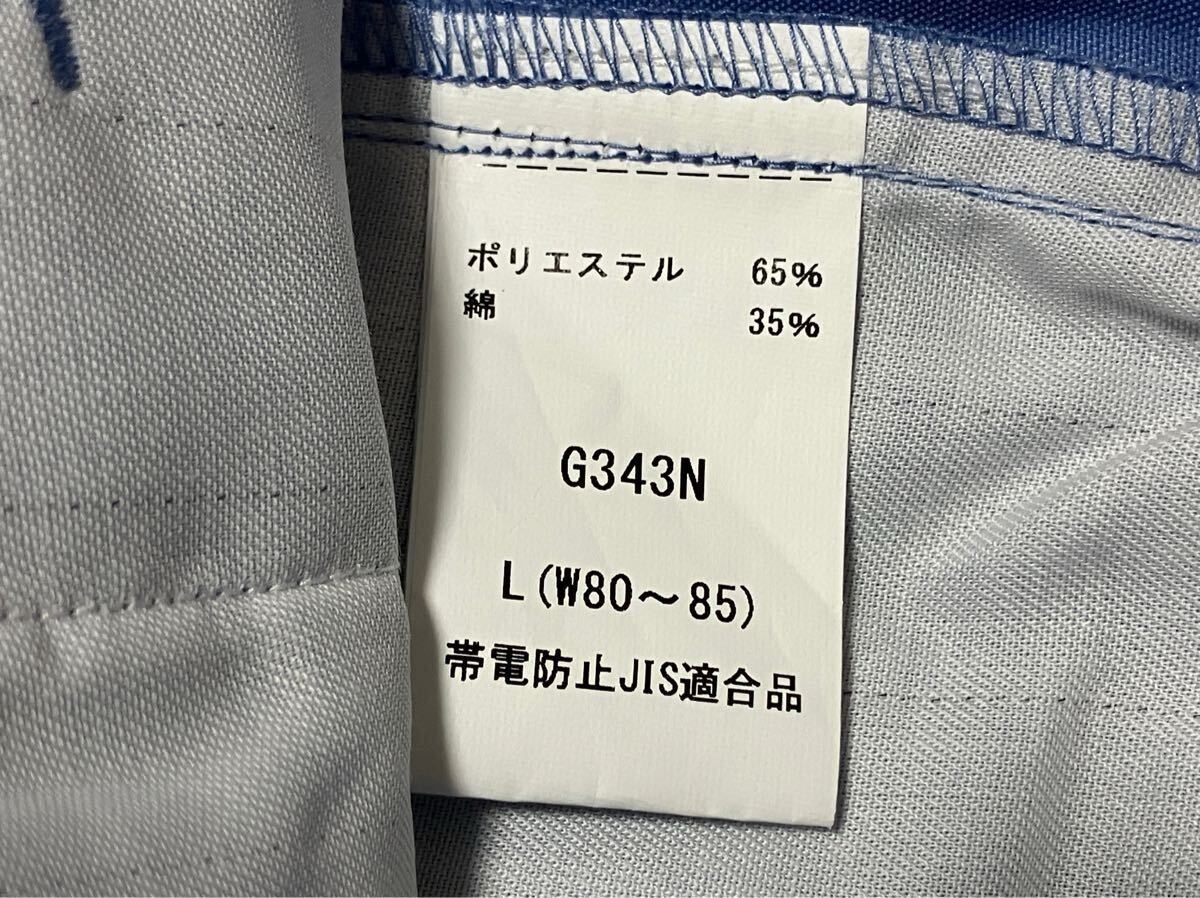 ポリエステル 65%
綿 35%
G343N
L(W80～85)
帯電防止JIS適合品